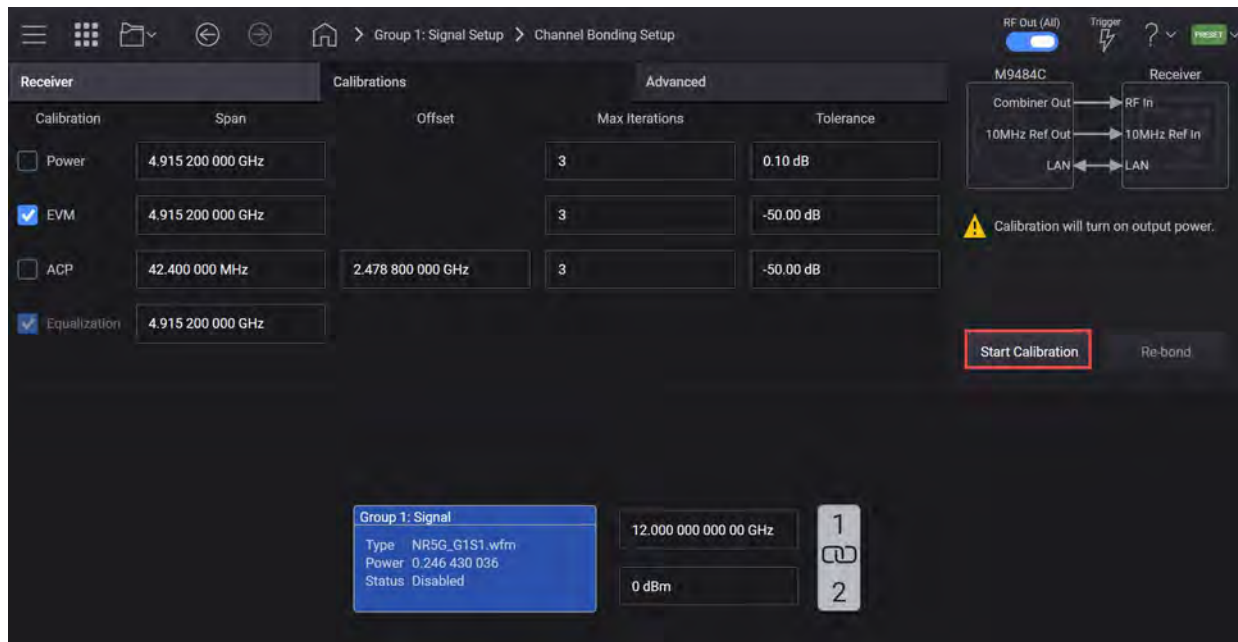 Group 1: Signal Setup > Channel Bonding Setup
RF Out (All)
Trigger
?
PRESET
Receiver
Calibrations
Advanced
Calibration Span Offset Max Iterations Tolerance
Power 4.915 200 000 GHz 3 0.10 dB
EVM 4.915 200 000 GHz 3 -50.00 dB
ACP 42.400 000 MHz 2.478 800 000 GHz 3 -50.00 dB
Equalization 4.915 200 000 GHz
M9484C Receiver
Combiner Out RF In
10MHz Ref Out 10MHz Ref In
LAN LAN
Calibration will turn on output power.
Start Calibration
Re-bond
Group 1: Signal
Type NR5G_G1S1.wfm
Power 0.246 430 036
Status Disabled
12.000 000 000 00 GHz
0 dBm
1
2